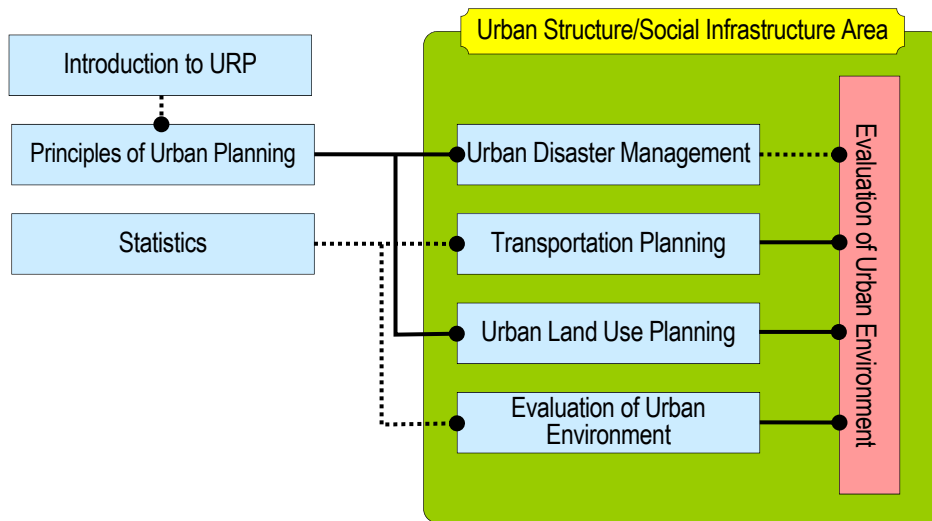 Urban Structure/Social Infrastructure Area
Introduction to URP
Principles of Urban Planning
Statistics
Urban Disaster Management
Transportation Planning
Urban Land Use Planning
Evaluation of Urban
Environment
Evaluation of Urban Environment